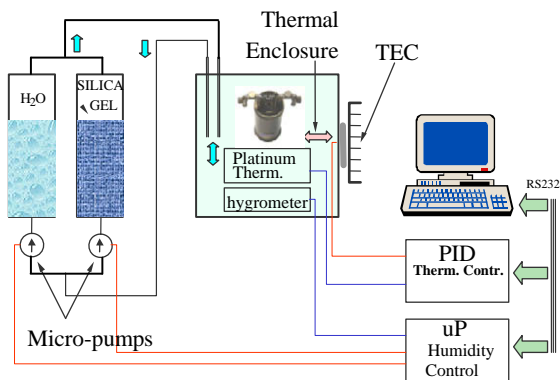 Thermal
Enclosure
TEC
H2O
SILICA
GEL
Platinum
Therm.
hygrometer
RS232
PID
Therm. Contr.
Micro-pumps
uP
Humidity
Control